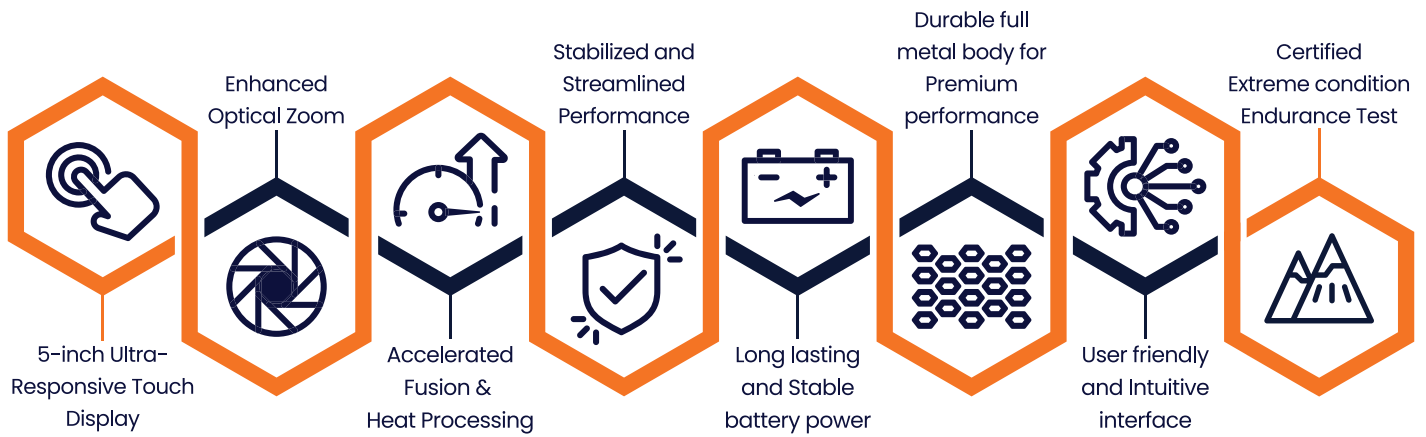 5-inch Ultra-
Responsive Touch
Display
Enhanced
Optical Zoom
Accelerated
Fusion &
Heat Processing
Stabilized and
Streamlined
Performance
Long lasting
and Stable
battery power
Durable full
metal body for
Premium
performance
User friendly
and Intuitive
interface
Certified
Extreme condition
Endurance Test